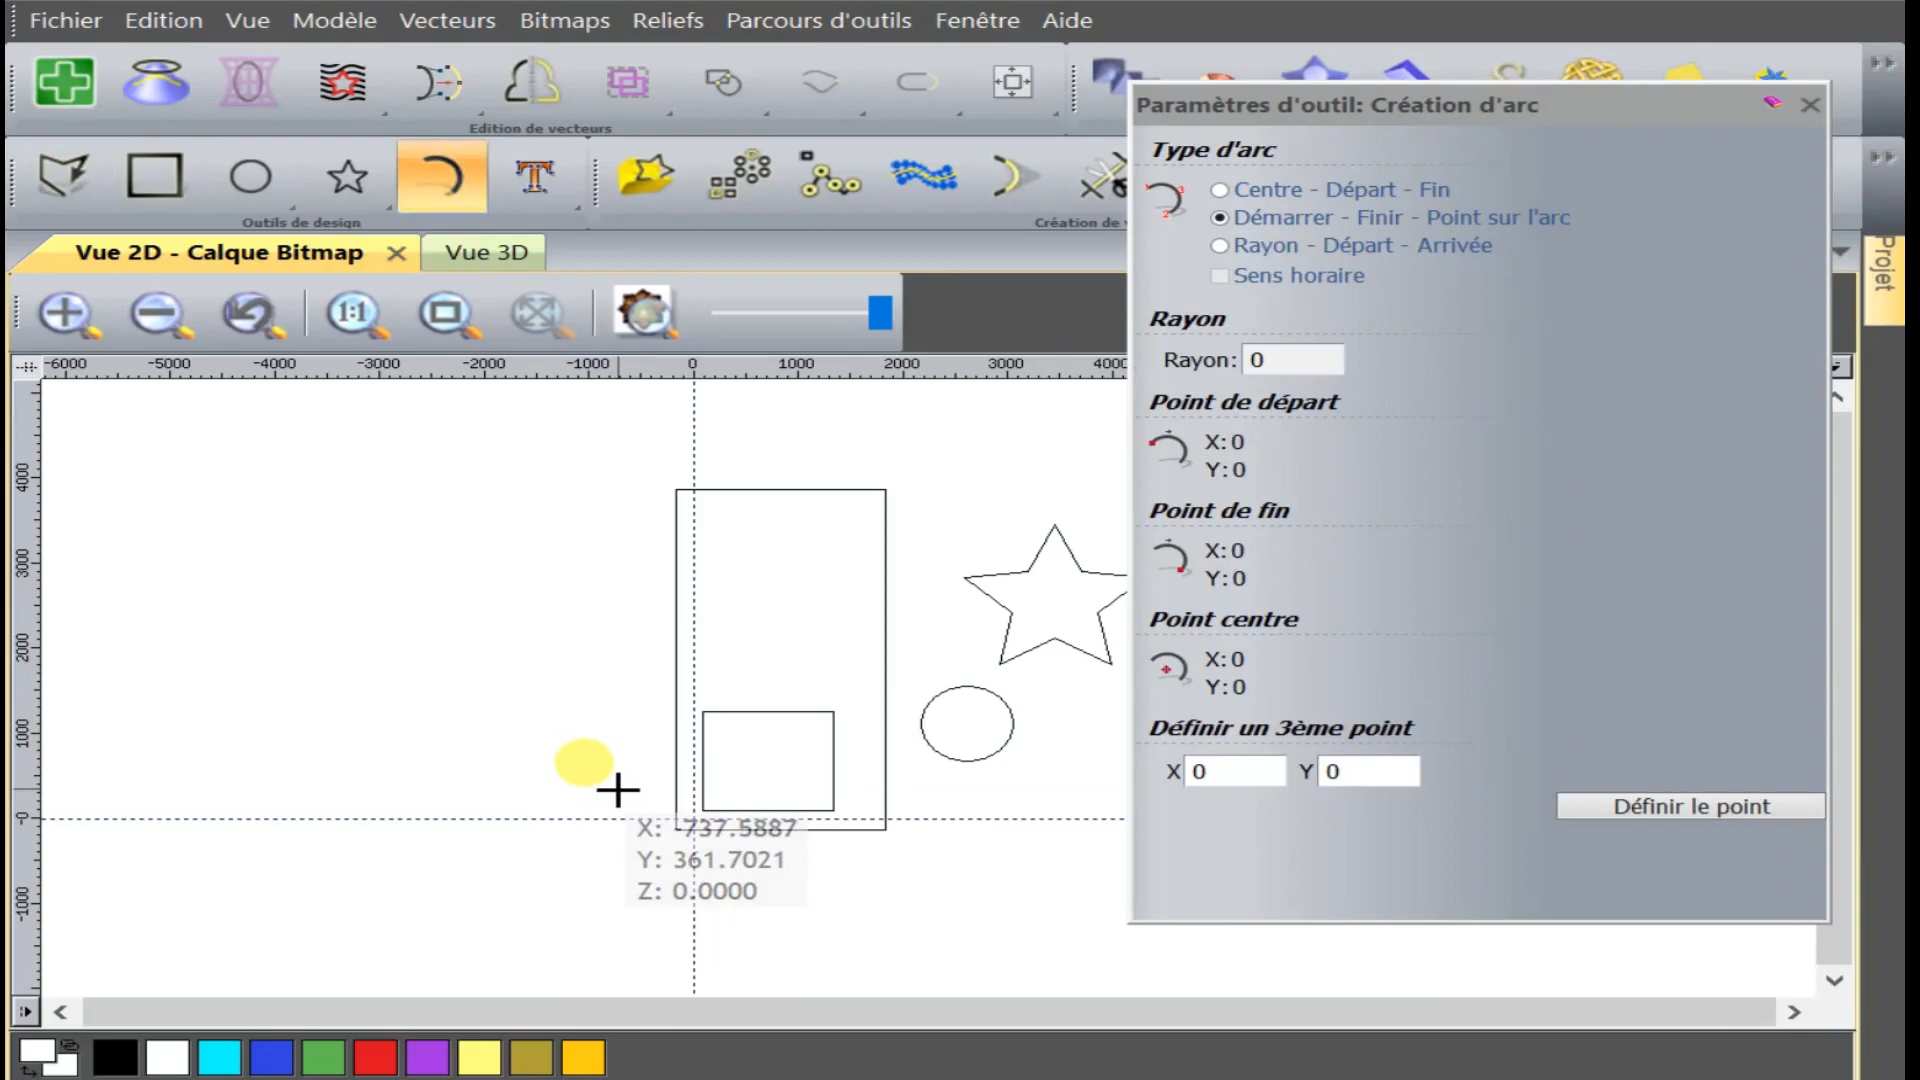 Fichier Edition Vue Modèle Vecteurs Bitmaps Reliefs Parcours d'outils Fenêtre Aide
Edition de vecteurs
Outils de design
Création de
Vue 2D - Calque Bitmap
Vue 3D
1:1
-6000 -5000 -4000 -3000 -2000 -1000 0 1000 2000 3000
4000
3000
2000
1000
-0
-1000
X: -737.5887
Y: 361.7021
Z: 0.0000
Paramètres d'outil: Création d'arc
Type d'arc
Centre - Départ - Fin
Démarrer - Finir - Point sur l'arc
Rayon - Départ - Arrivée
Sens horaire
Rayon
Rayon: 0
Point de départ
X: 0
Y: 0
Point de fin
X: 0
Y: 0
Point centre
X: 0
Y: 0
Définir un 3ème point
X 0 Y 0
Définir le point
Projet